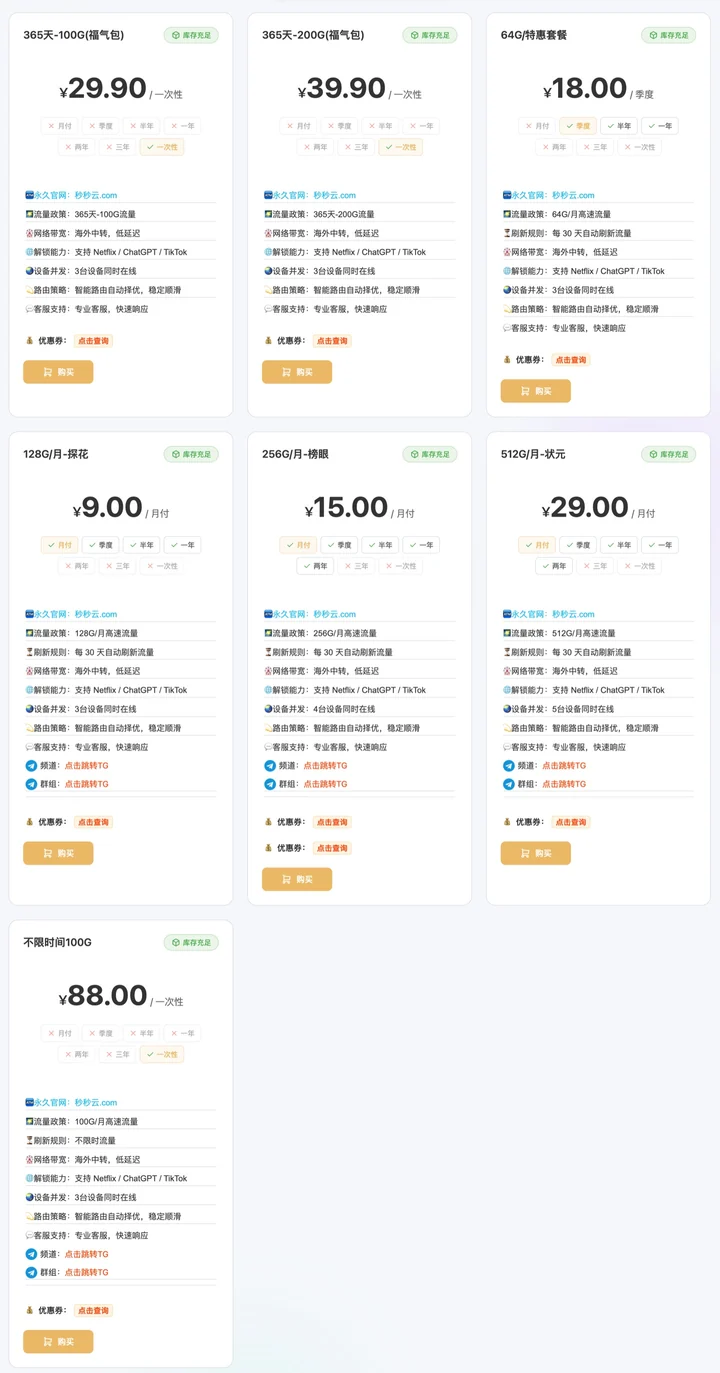 365天-100G(福气包)
库存充足
¥29.90 / 一次性
月付 季度 半年 一年
两年 三年 一次性
永久官网：秒秒云.com
流量政策：365天-100G流量
网络带宽：海外中转，低延迟
解锁能力：支持 Netflix / ChatGPT / TikTok
设备并发：3台设备同时在线
路由策略：智能路由自动择优，稳定顺滑
客服支持：专业客服，快速响应
优惠券： 点击查询
购买
365天-200G(福气包)
库存充足
¥39.90 / 一次性
月付 季度 半年 一年
两年 三年 一次性
永久官网：秒秒云.com
流量政策：365天-200G流量
网络带宽：海外中转，低延迟
解锁能力：支持 Netflix / ChatGPT / TikTok
设备并发：3台设备同时在线
路由策略：智能路由自动择优，稳定顺滑
客服支持：专业客服，快速响应
优惠券： 点击查询
购买
64G/特惠套餐
库存充足
¥18.00 / 季度
月付 季度 半年 一年
两年 三年 一次性
永久官网：秒秒云.com
流量政策：64G/月高速流量
刷新规则：每 30 天自动刷新流量
网络带宽：海外中转，低延迟
解锁能力：支持 Netflix / ChatGPT / TikTok
设备并发：3台设备同时在线
路由策略：智能路由自动择优，稳定顺滑
客服支持：专业客服，快速响应
优惠券： 点击查询
购买
128G/月-探花
库存充足
¥9.00 / 月付
月付 季度 半年 一年
两年 三年 一次性
永久官网：秒秒云.com
流量政策：128G/月高速流量
刷新规则：每 30 天自动刷新流量
网络带宽：海外中转，低延迟
解锁能力：支持 Netflix / ChatGPT / TikTok
设备并发：3台设备同时在线
路由策略：智能路由自动择优，稳定顺滑
客服支持：专业客服，快速响应
频道：点击跳转TG
群组：点击跳转TG
优惠券： 点击查询
购买
256G/月-榜眼
库存充足
¥15.00 / 月付
月付 季度 半年 一年
两年 三年 一次性
永久官网：秒秒云.com
流量政策：256G/月高速流量
刷新规则：每 30 天自动刷新流量
网络带宽：海外中转，低延迟
解锁能力：支持 Netflix / ChatGPT / TikTok
设备并发：4台设备同时在线
路由策略：智能路由自动择优，稳定顺滑
客服支持：专业客服，快速响应
频道：点击跳转TG
群组：点击跳转TG
优惠券： 点击查询
优惠券： 点击查询
购买
512G/月-状元
库存充足
¥29.00 / 月付
月付 季度 半年 一年
两年 三年 一次性
永久官网：秒秒云.com
流量政策：512G/月高速流量
刷新规则：每 30 天自动刷新流量
网络带宽：海外中转，低延迟
解锁能力：支持 Netflix / ChatGPT / TikTok
设备并发：5台设备同时在线
路由策略：智能路由自动择优，稳定顺滑
客服支持：专业客服，快速响应
频道：点击跳转TG
群组：点击跳转TG
优惠券： 点击查询
购买
不限时间100G
库存充足
¥88.00 / 一次性
月付 季度 半年 一年
两年 三年 一次性
永久官网：秒秒云.com
流量政策：100G/月高速流量
刷新规则：不限时流量
网络带宽：海外中转，低延迟
解锁能力：支持 Netflix / ChatGPT / TikTok
设备并发：3台设备同时在线
路由策略：智能路由自动择优，稳定顺滑
客服支持：专业客服，快速响应
频道：点击跳转TG
群组：点击跳转TG
优惠券： 点击查询
购买